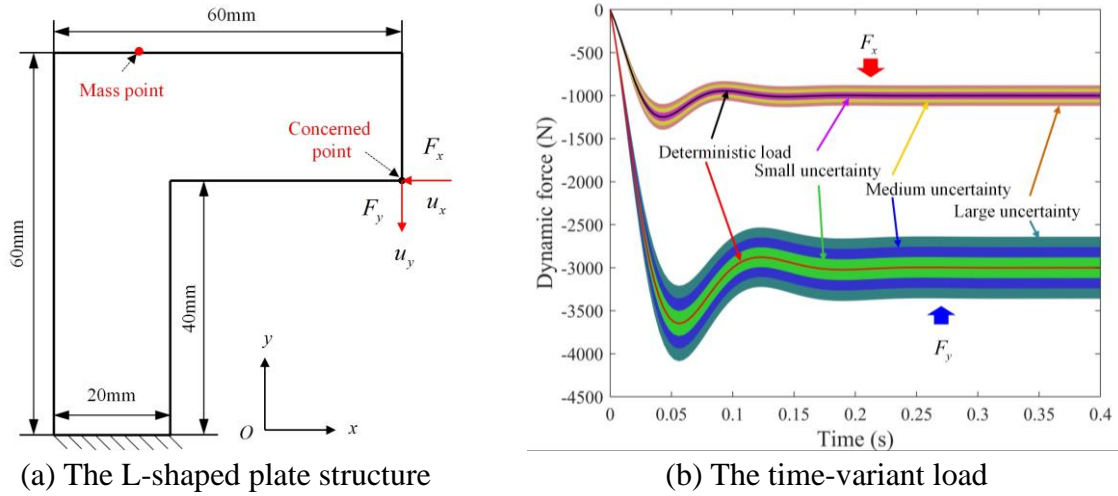 (a)
60mm
Mass point
Concerned
point
F_x
F_y
u_x
u_y
60mm
40mm
20mm
y
O
x
(a) The L-shaped plate structure
(b)
0
-500
-1000
-1500
-2000
-2500
-3000
-3500
-4000
-4500
Dynamic force (N)
F_x
Deterministic load
Small uncertainty
Medium uncertainty
Large uncertainty
F_y
0
0.05
0.1
0.15
0.2
0.25
0.3
0.35
0.4
Time (s)
(b) The time-variant load